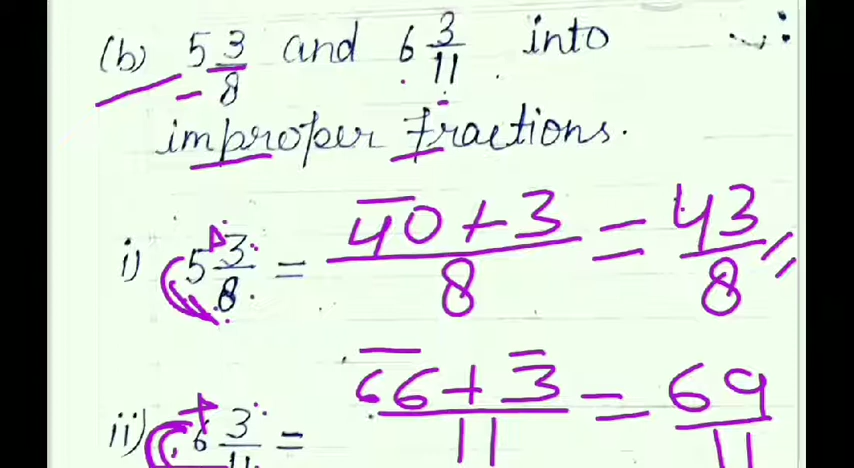 (b) 5 3/8 and 6 3/11 into
improper fractions.
i) 5 3/8 = 40+3/8 = 43/8
ii) 6 3/11 = 66+3/11 = 69/11